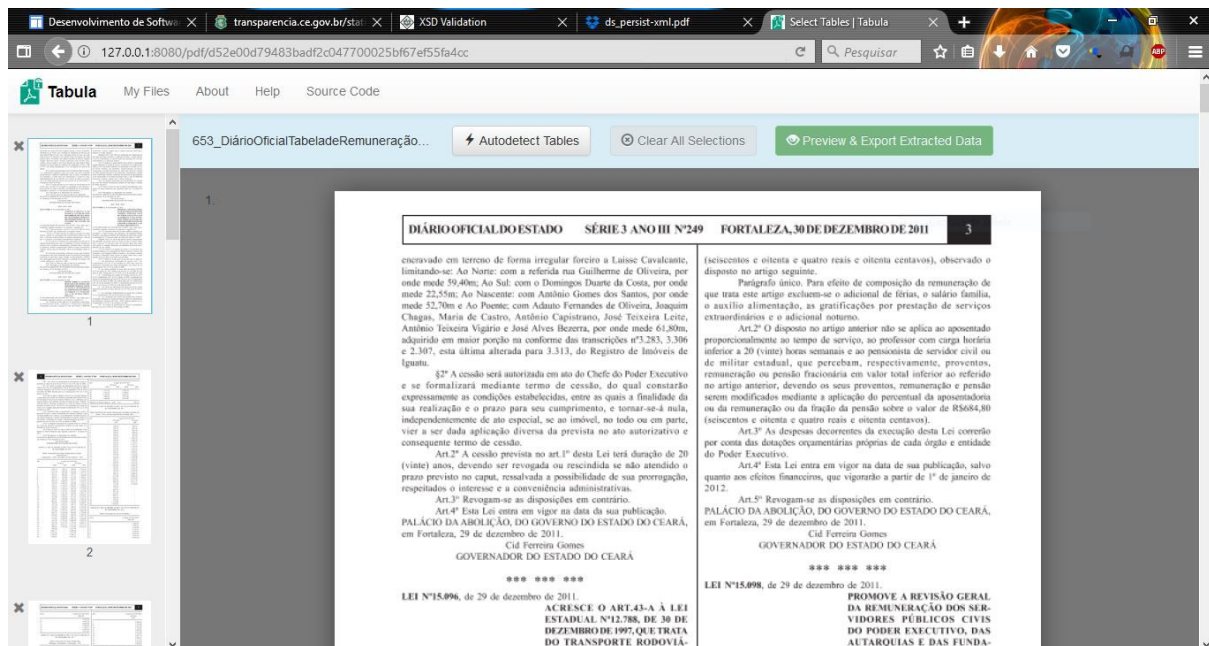 Desenvolvimento de Softwa
transparencia.ce.gov.br/stat
XSD Validation
ds_persist-xml.pdf
Select Tables | Tabula
127.0.0.1:8080/pdf/d52e00d79483badf2c047700025bf67ef55fa4cc
Pesquisar
ABP
Tabula
My Files
About
Help
Source Code
653_DiárioOficialTabeladeRemuneração...
Autodetect Tables
Clear All Selections
Preview & Export Extracted Data
1
2
1.
DIÁRIO OFICIAL DO ESTADO SÉRIE 3 ANO III Nº249 FORTALEZA, 30 DE DEZEMBRO DE 2011 3
encravado em terreno de forma irregular foreiro a Laisse Cavalcante,
limitando-se: Ao Norte: com a referida rua Guilherme de Oliveira, por
onde mede 59,40m; Ao Sul: com o Domingos Duarte da Costa, por onde
mede 22,55m; Ao Nascente: com Antônio Gomes dos Santos, por onde
mede 52,70m e Ao Poente; com Adauto Fernandes de Oliveira, Joaquim
Chagas, Maria de Castro, Antônio Capistrano, José Teixeira Leite,
Antônio Teixeira Vigário e José Alves Bezerra, por onde mede 61,80m,
adquirido em maior porção na conforme das transcrições nº3.283, 3.306
e 2.307, esta última alterada para 3.313, do Registro de Imóveis de
Iguatu.
§2º A cessão será autorizada em ato do Chefe do Poder Executivo
e se formalizará mediante termo de cessão, do qual constarão
expressamente as condições estabelecidas, entre as quais a finalidade da
sua realização e o prazo para seu cumprimento, e tornar-se-á nula,
independentemente de ato especial, se ao imóvel, no todo ou em parte,
vier a ser dada aplicação diversa da prevista no ato autorizativo e
consequente termo de cessão.
Art.2º A cessão prevista no art.1º desta Lei terá duração de 20
(vinte) anos, devendo ser revogada ou rescindida se não atendido o
prazo previsto no caput, ressalvada a possibilidade de sua prorrogação,
respeitados o interesse e a conveniência administrativas.
Art.3º Revogam-se as disposições em contrário.
Art.4º Esta Lei entra em vigor na data da sua publicação.
PALÁCIO DA ABOLIÇÃO, DO GOVERNO DO ESTADO DO CEARÁ,
em Fortaleza, 29 de dezembro de 2011.
Cid Ferreira Gomes
GOVERNADOR DO ESTADO DO CEARÁ
*** *** ***
LEI Nº15.096, de 29 de dezembro de 2011.
ACRESCE O ART.43-A À LEI
ESTADUAL Nº12.788, DE 30 DE
DEZEMBRO DE 1997, QUE TRATA
DO TRANSPORTE RODOVIÁ-
(seiscentos e oitenta e quatro reais e oitenta centavos), observado o
disposto no artigo seguinte.
Parágrafo único. Para efeito de composição da remuneração de
que trata este artigo excluem-se o adicional de férias, o salário família,
o auxílio alimentação, as gratificações por prestação de serviços
extraordinários e o adicional noturno.
Art.2º O disposto no artigo anterior não se aplica ao aposentado
proporcionalmente ao tempo de serviço, ao professor com carga horária
inferior a 20 (vinte) horas semanais e ao pensionista de servidor civil ou
de militar estadual, que percebam, respectivamente, proventos,
remuneração ou pensão fracionária em valor total inferior ao referido
no artigo anterior, devendo os seus proventos, remuneração e pensão
serem modificados mediante a aplicação do percentual da aposentadoria
ou da remuneração ou da fração da pensão sobre o valor de R$684,80
(seiscentos e oitenta e quatro reais e oitenta centavos).
Art.3º As despesas decorrentes da execução desta Lei correrão
por conta das dotações orçamentárias próprias de cada órgão e entidade
do Poder Executivo.
Art.4º Esta Lei entra em vigor na data de sua publicação, salvo
quanto aos efeitos financeiros, que vigorarão a partir de 1º de janeiro de
2012.
Art.5º Revogam-se as disposições em contrário.
PALÁCIO DA ABOLIÇÃO, DO GOVERNO DO ESTADO DO CEARÁ,
em Fortaleza, 29 de dezembro de 2011.
Cid Ferreira Gomes
GOVERNADOR DO ESTADO DO CEARÁ
*** *** ***
LEI Nº15.098, de 29 de dezembro de 2011.
PROMOVE A REVISÃO GERAL
DA REMUNERAÇÃO DOS SER-
VIDORES PÚBLICOS CIVIS
DO PODER EXECUTIVO, DAS
AUTARQUIAS E DAS FUNDA-